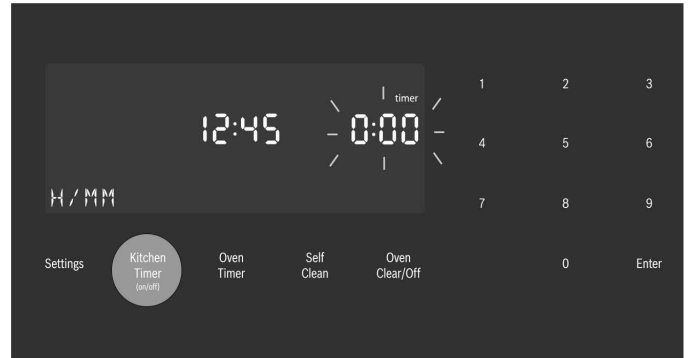 timer
12:45
0:00
H/MM
1 2 3
4 5 6
7 8 9
0 Enter
Settings
Kitchen
Timer
(on/off)
Oven
Timer
Self
Clean
Oven
Clear/Off